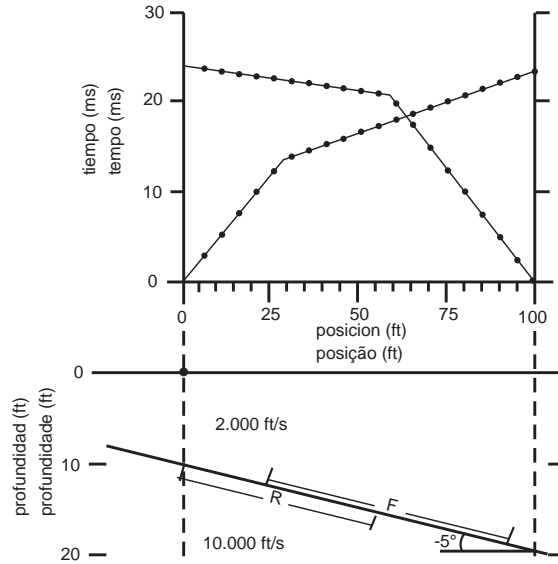 30
20
10
0
tiempo (ms)
tempo (ms)
0
25
50
75
100
posicion (ft)
posição (ft)
profundidad (ft)
profundidade (ft)
0
10
20
2.000 ft/s
R
F
-5°
10.000 ft/s